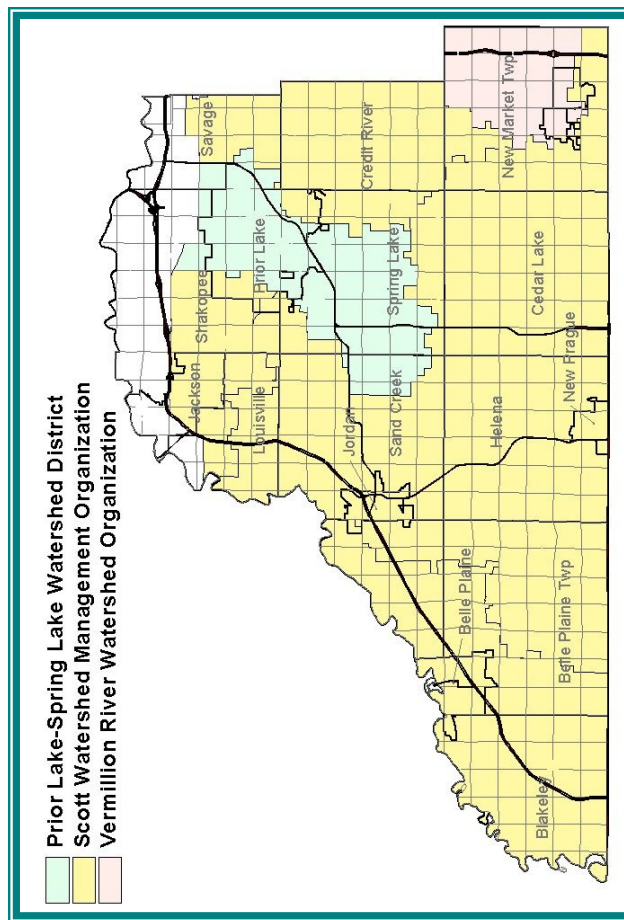 Prior Lake-Spring Lake Watershed District
Scott Watershed Management Organization
Vermillion River Watershed Organization
Savage
Shakopee
Jackson
Prior Lake
Louisville
Credit River
Spring Lake
Jordan
Sand Creek
New Market Twp
Cedar Lake
Helena
New Prague
Belle Plaine
Belle Plaine Twp
Blakeley